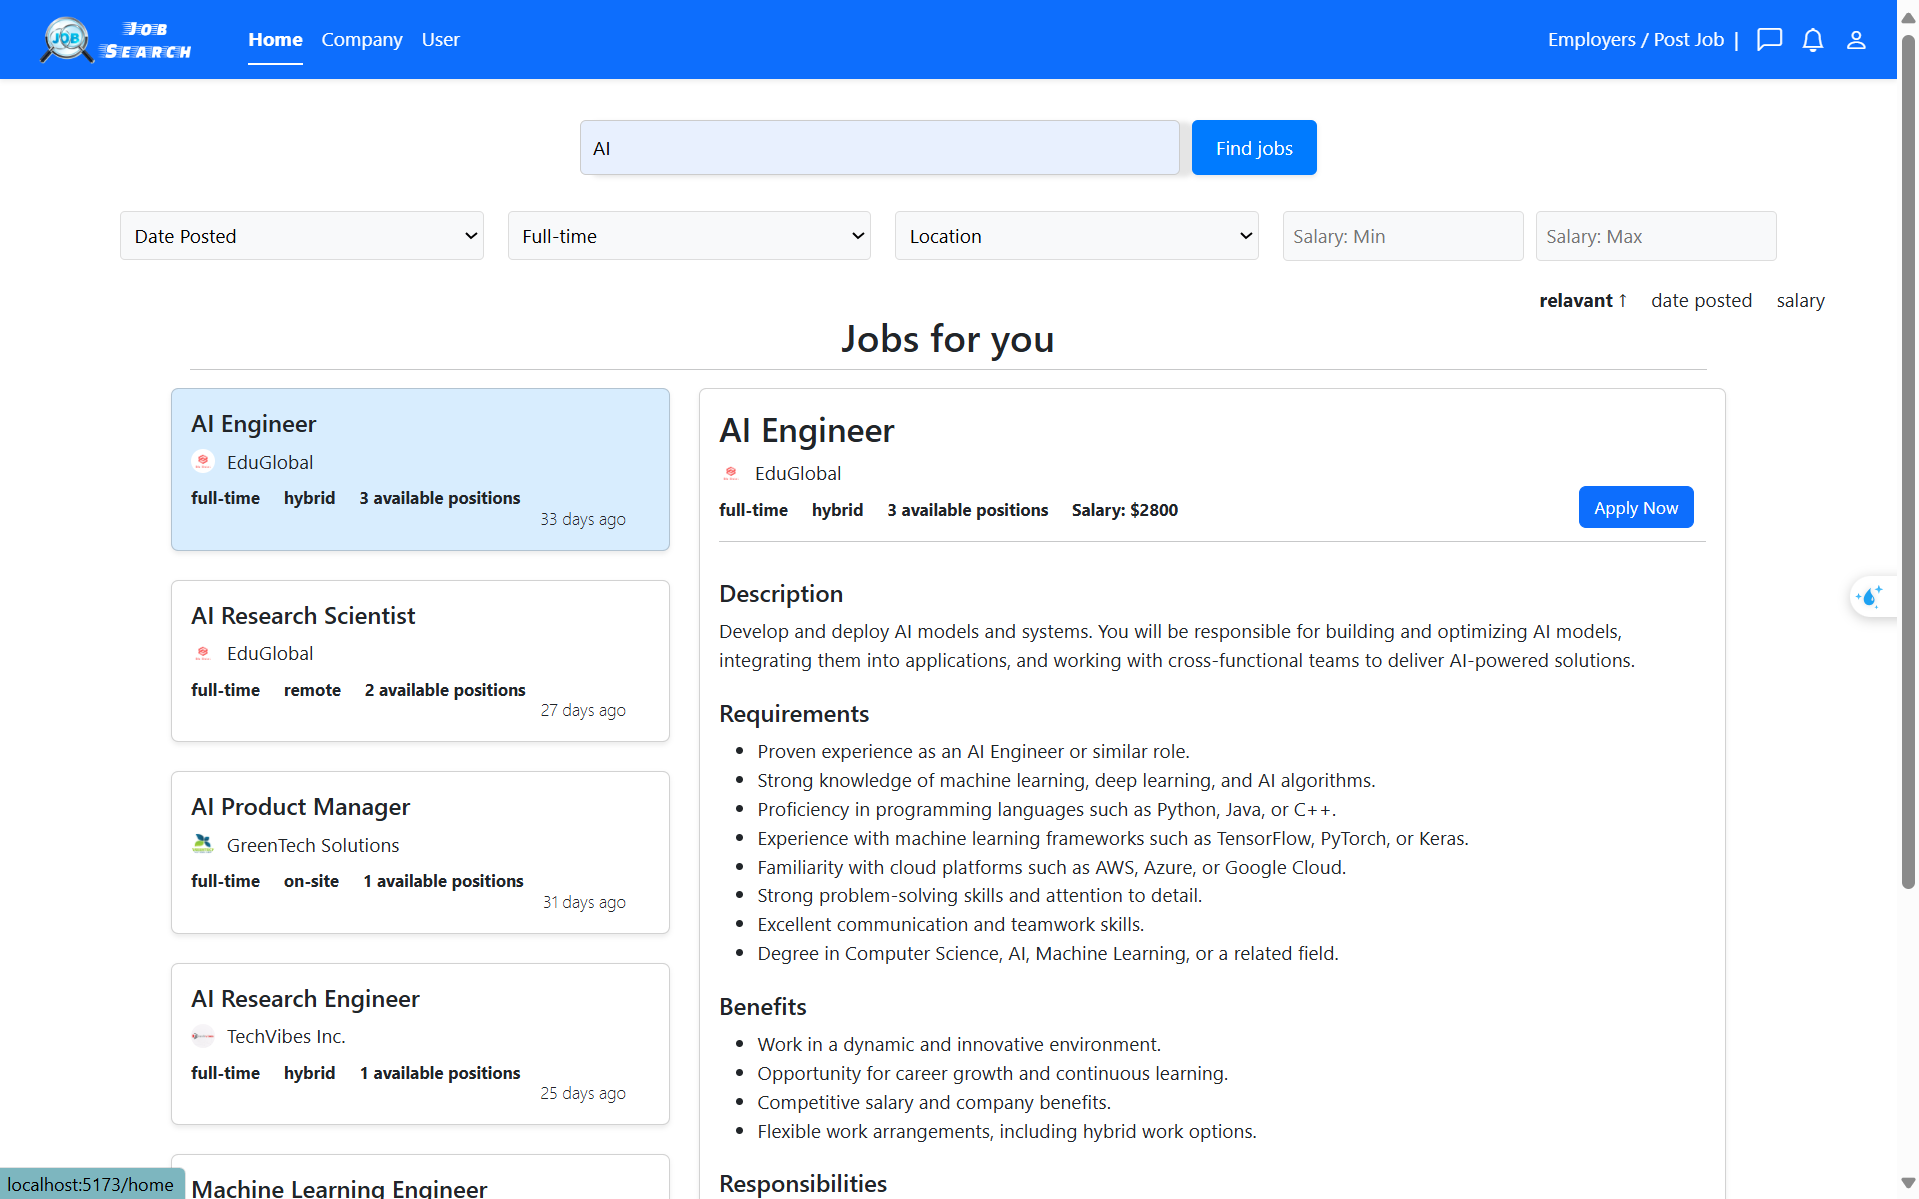 JOB
JOB
SEARCH
Home
Company
User
Employers / Post Job |
AI
Find jobs
Date Posted
Full-time
Location
Salary: Min
Salary: Max
relavant ↑
date posted
salary
Jobs for you
AI Engineer
EduGlobal
full-time hybrid 3 available positions
33 days ago
AI Research Scientist
EduGlobal
full-time remote 2 available positions
27 days ago
AI Product Manager
GreenTech Solutions
full-time on-site 1 available positions
31 days ago
AI Research Engineer
TechVibes Inc.
full-time hybrid 1 available positions
25 days ago
Machine Learning Engineer
AI Engineer
EduGlobal
full-time hybrid 3 available positions Salary: $2800
Apply Now
Description
Develop and deploy AI models and systems. You will be responsible for building and optimizing AI models,
integrating them into applications, and working with cross-functional teams to deliver AI-powered solutions.
Requirements
• Proven experience as an AI Engineer or similar role.
• Strong knowledge of machine learning, deep learning, and AI algorithms.
• Proficiency in programming languages such as Python, Java, or C++.
• Experience with machine learning frameworks such as TensorFlow, PyTorch, or Keras.
• Familiarity with cloud platforms such as AWS, Azure, or Google Cloud.
• Strong problem-solving skills and attention to detail.
• Excellent communication and teamwork skills.
• Degree in Computer Science, AI, Machine Learning, or a related field.
Benefits
• Work in a dynamic and innovative environment.
• Opportunity for career growth and continuous learning.
• Competitive salary and company benefits.
• Flexible work arrangements, including hybrid work options.
Responsibilities
localhost:5173/home